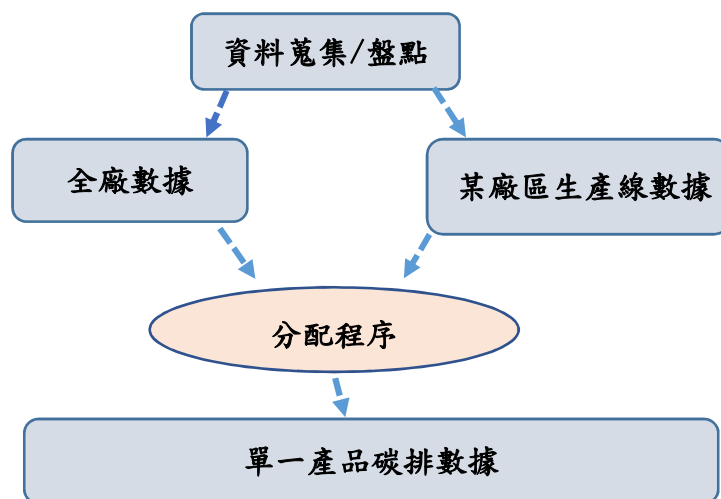 資料蒐集/盤點
全廠數據
某廠區生產線數據
分配程序
單一產品碳排數據